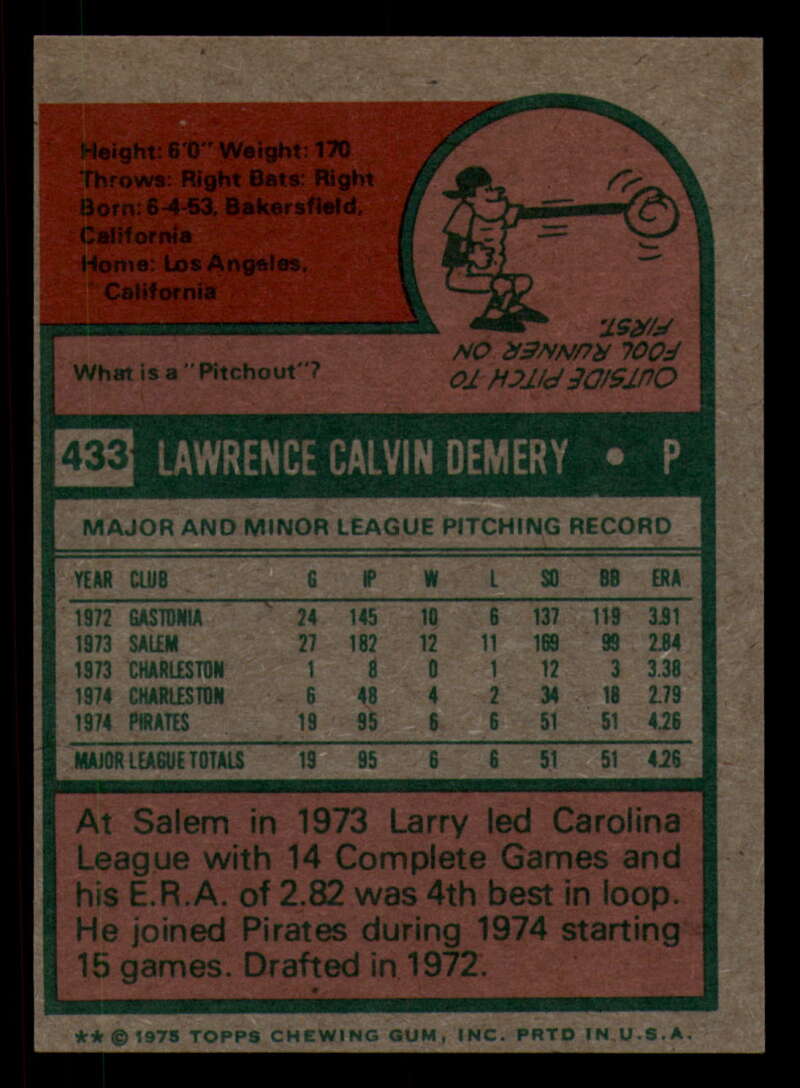 Height: 6'0" Weight: 170
Throws: Right Bats: Right
Born: 6-4-53, Bakersfield,
California
Home: Los Angeles,
California
What is a "Pitchout"?
OUTSIDE PITCH TO
FOOL RUNNER ON
FIRST.
433 LAWRENCE CALVIN DEMERY • P
MAJOR AND MINOR LEAGUE PITCHING RECORD
YEAR CLUB G IP W L SO BB ERA
1972 GASTONIA 24 145 10 6 137 119 3.91
1973 SALEM 27 182 12 11 169 99 2.84
1973 CHARLESTON 1 8 0 1 12 3 3.38
1974 CHARLESTON 6 48 4 2 34 18 2.79
1974 PIRATES 19 95 6 6 51 51 4.26
MAJOR LEAGUE TOTALS 19 95 6 6 51 51 4.26
At Salem in 1973 Larry led Carolina
League with 14 Complete Games and
his E.R.A. of 2.82 was 4th best in loop.
He joined Pirates during 1974 starting
15 games. Drafted in 1972.
** © 1975 TOPPS CHEWING GUM, INC. PRTD IN U.S.A.